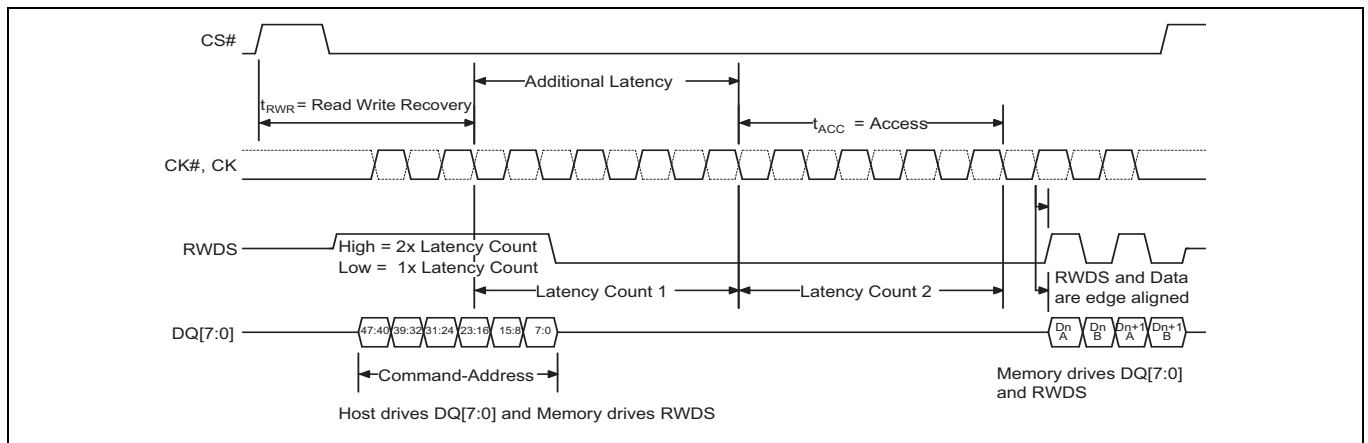 CS#
Additional Latency
tRWR = Read Write Recovery
tACC = Access
CK#, CK
RWDS
High = 2x Latency Count
Low = 1x Latency Count
RWDS and Data
are edge aligned
Latency Count 1
Latency Count 2
DQ[7:0]
47:40 39:32 31:24 23:16 15:8 7:0
Dn A
Dn B
Dn+1 A
Dn+1 B
Command-Address
Memory drives DQ[7:0]
and RWDS
Host drives DQ[7:0] and Memory drives RWDS